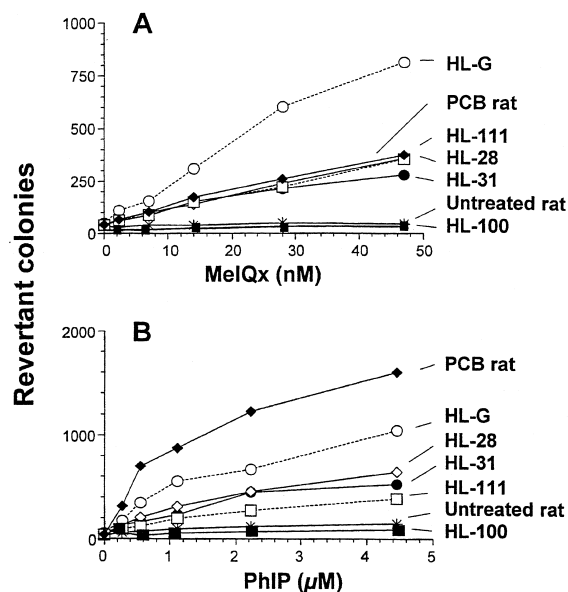 A
1000
750
500
250
0
0
10
20
30
40
50
MeIQx (nM)
HL-G
PCB rat
HL-111
HL-28
HL-31
Untreated rat
HL-100
Revertant colonies
B
2000
1000
0
0
1
2
3
4
5
PhIP (µM)
PCB rat
HL-G
HL-28
HL-31
HL-111
Untreated rat
HL-100